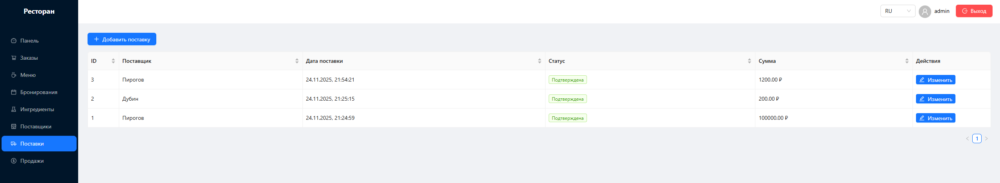 Ресторан
RU
admin
Выход
Панель
Заказы
Меню
Бронирования
Ингредиенты
Поставщики
Поставки
Продажи
Добавить поставку
ID Поставщик Дата поставки Статус Сумма Действия
3 Пирогов 24.11.2025, 21:54:21 Подтверждена 1200.00 ₽ Изменить
2 Дубин 24.11.2025, 21:25:15 Подтверждена 200.00 ₽ Изменить
1 Пирогов 24.11.2025, 21:24:59 Подтверждена 100000.00 ₽ Изменить
1